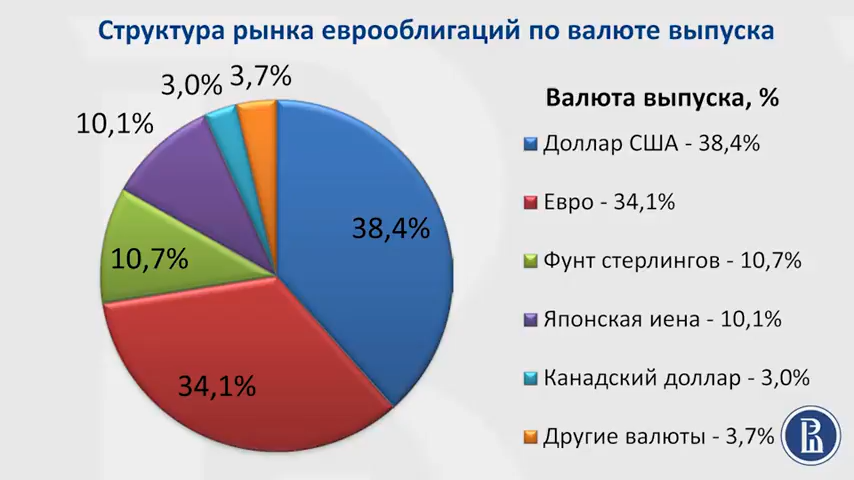 Структура рынка еврооблигаций по валюте выпуска
3,0%
3,7%
10,1%
38,4%
10,7%
34,1%
Валюта выпуска, %
Доллар США - 38,4%
Евро - 34,1%
Фунт стерлингов - 10,7%
Японская иена - 10,1%
Канадский доллар - 3,0%
Другие валюты - 3,7%